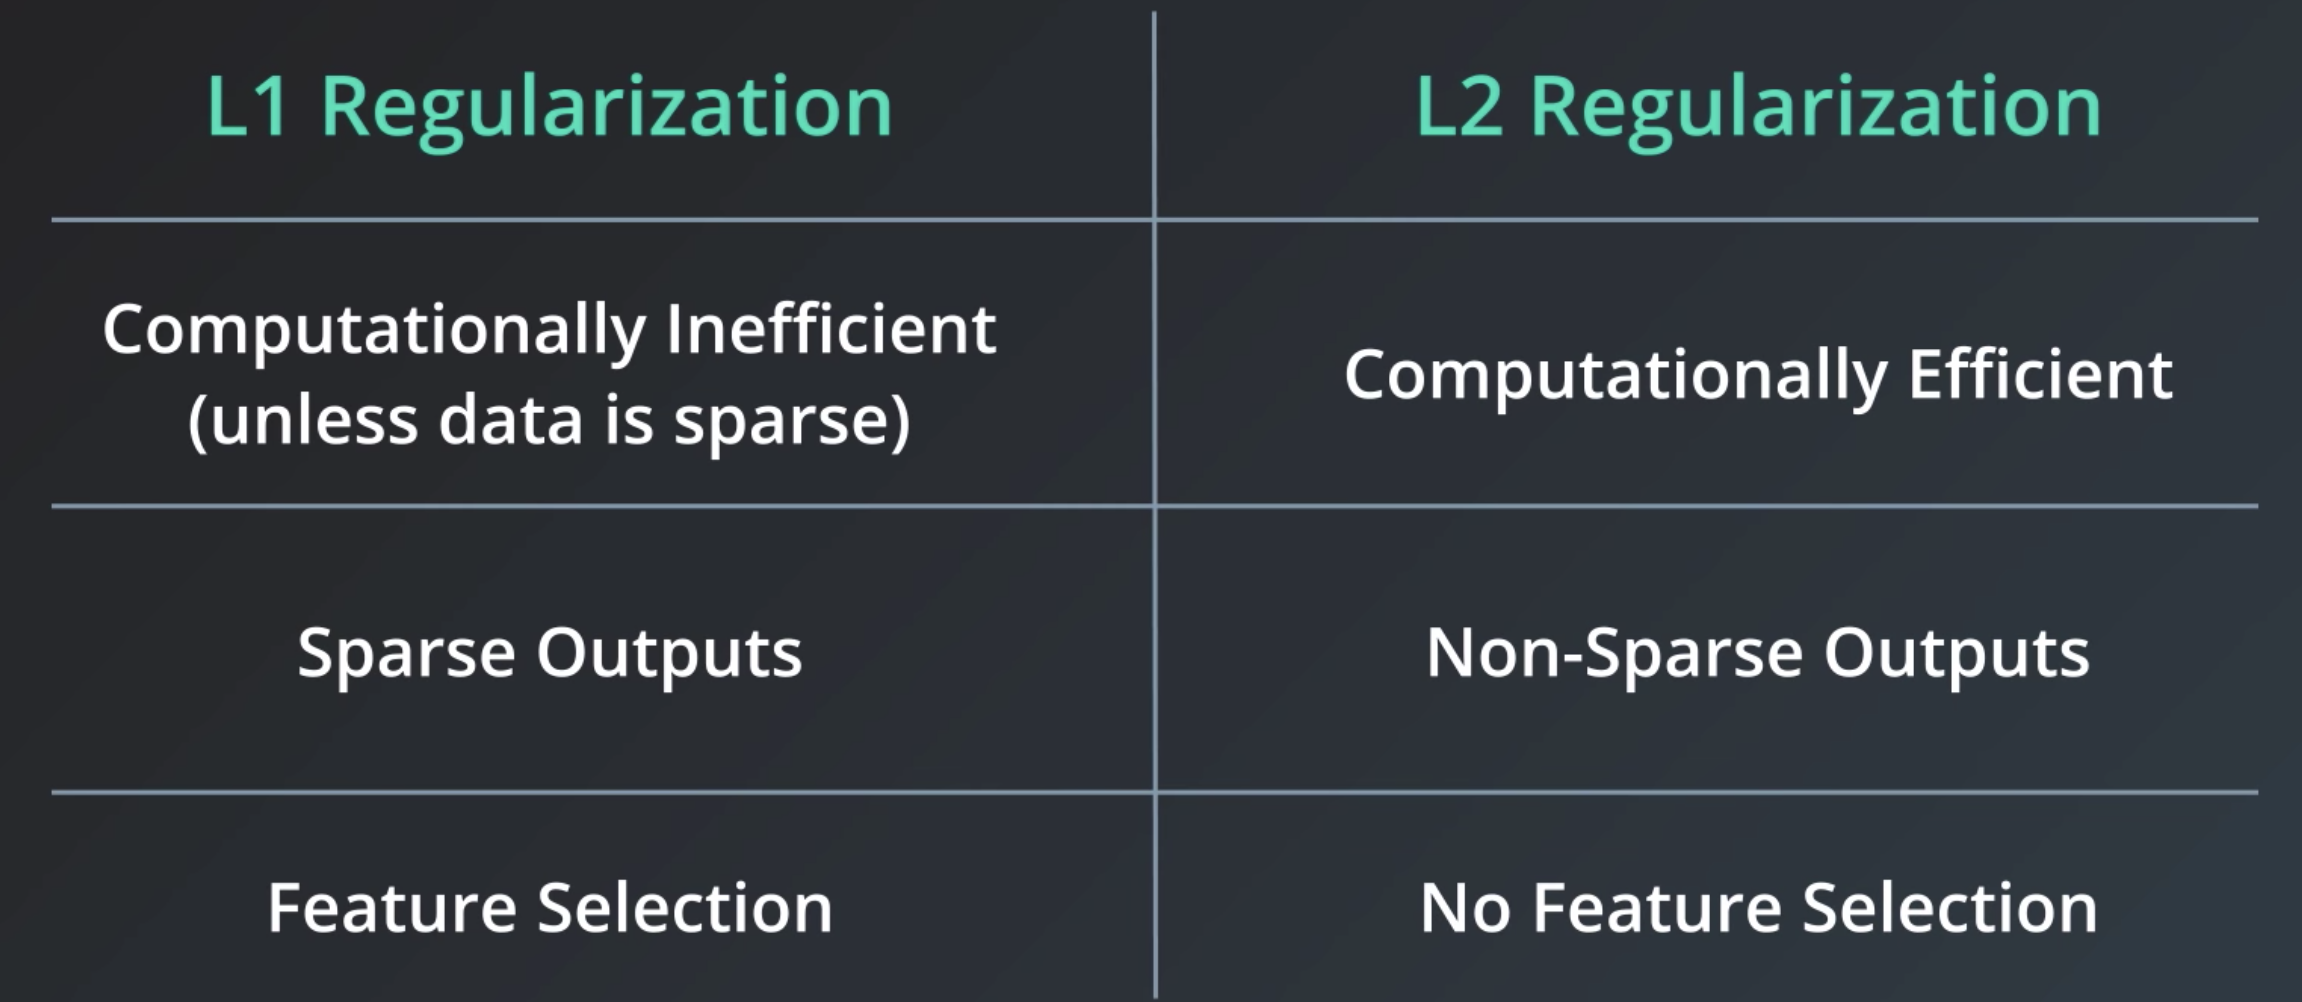 L1 Regularization
L2 Regularization
Computationally Inefficient
(unless data is sparse)
Computationally Efficient
Sparse Outputs
Non-Sparse Outputs
Feature Selection
No Feature Selection